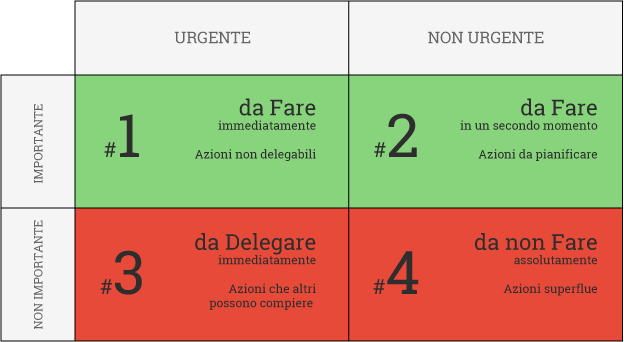 URGENTE
NON URGENTE
IMPORTANTE
#1
da Fare
immediatamente
Azioni non delegabili
#2
da Fare
in un secondo momento
Azioni da pianificare
NON IMPORTANTE
#3
da Delegare
immediatamente
Azioni che altri
possono compiere
#4
da non Fare
assolutamente
Azioni superflue